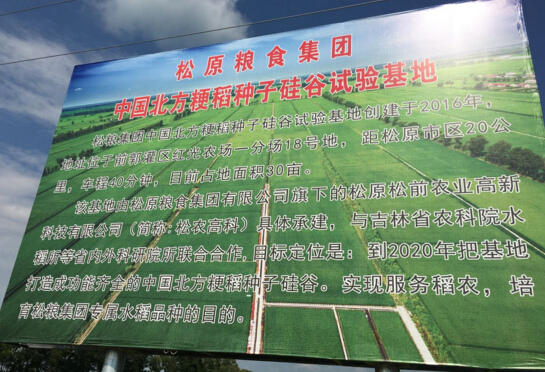 松原粮食集团
中国北方梗稻种子硅谷试验基地
松粮集团中国北方梗稻种子硅谷试验基地创建于2016年，
地址位于前新灌区红光农场一分场18号地，距松原市区20公
里，车程40分钟，目前占地面积30亩。
该基地由松原粮食集团有限公司旗下的松原松前农业高新
科技有限公司（简称：松农高科）具体承建，与吉林省农科院水
稻所等省内外科研院所联合合作，目标定位是：到2020年把基地
打造成功能齐全的中国北方梗稻种子硅谷。实现服务稻农，培
育松粮集团专属水稻品种的目的。